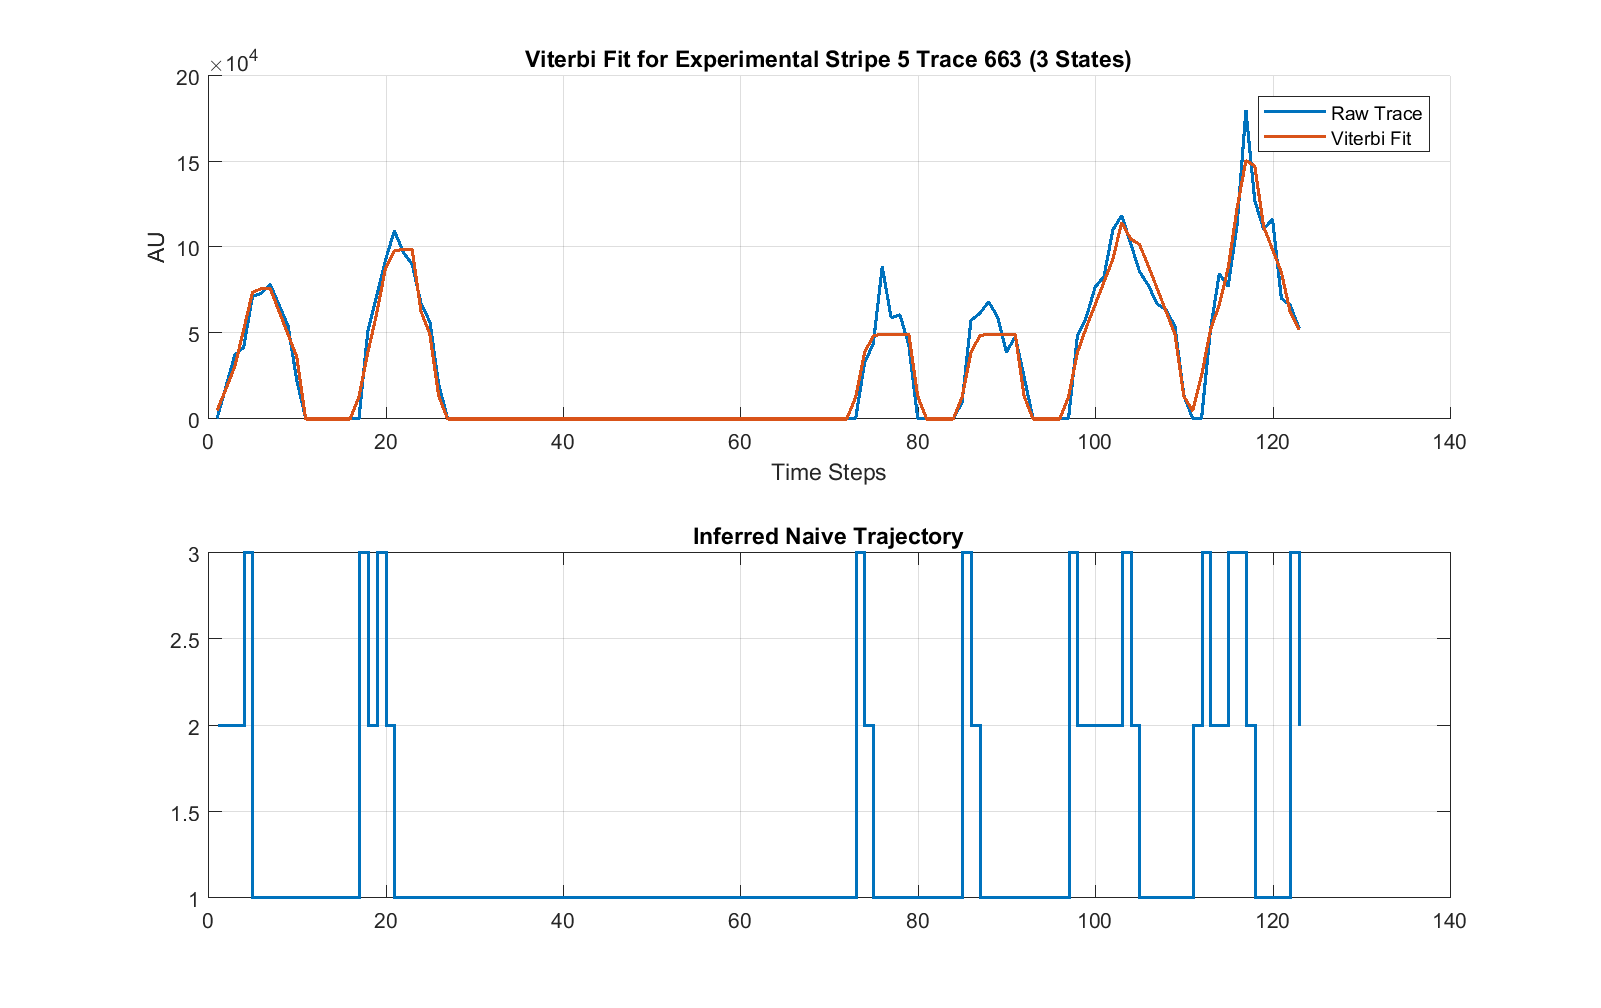 Viterbi Fit for Experimental Stripe 5 Trace 663 (3 States)
×10^4
20
15
10
5
0
AU
Raw Trace
Viterbi Fit
0 20 40 60 80 100 120 140
Time Steps
Inferred Naive Trajectory
3
2.5
2
1.5
1
0 20 40 60 80 100 120 140